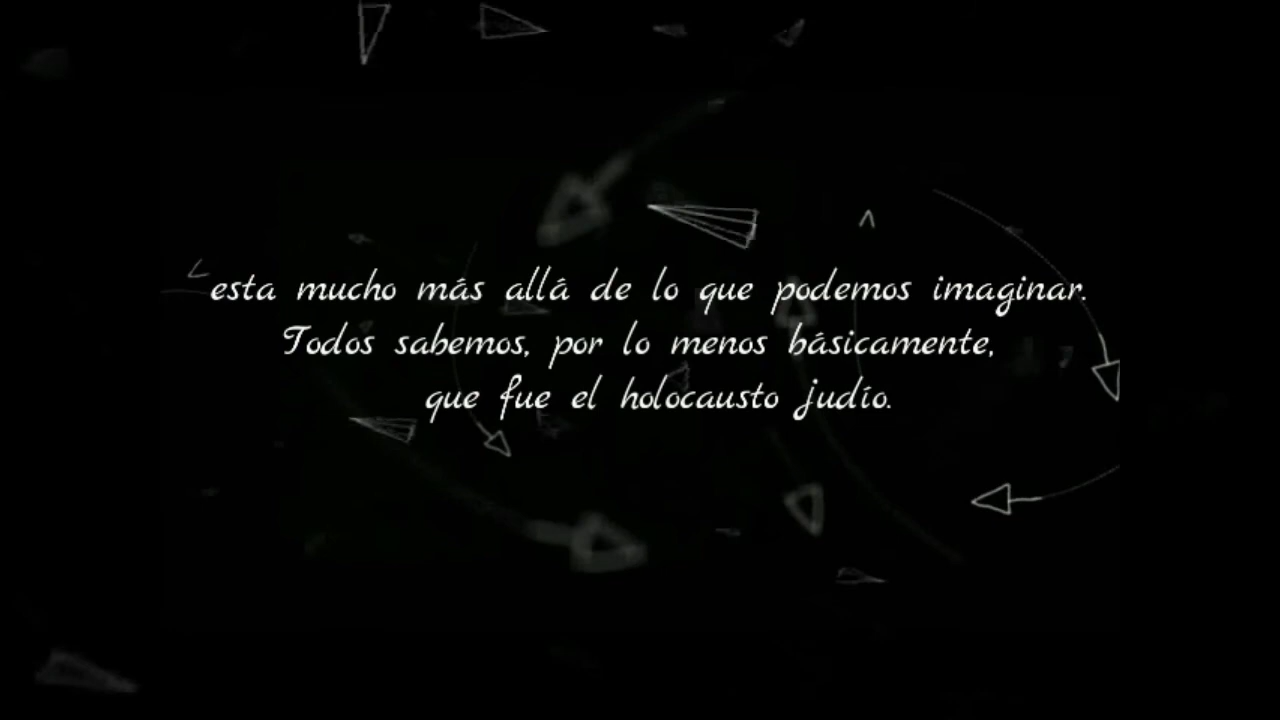 esta mucho más allá de lo que podemos imaginar.
Todos sabemos, por lo menos básicamente,
que fue el holocausto judío.